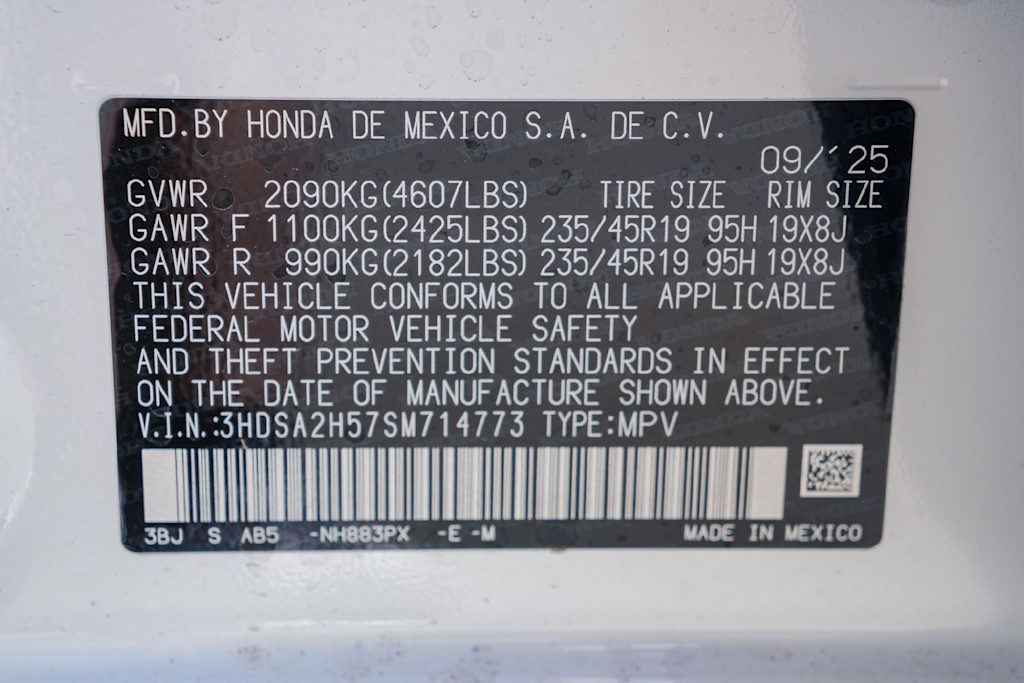 MFD.BY HONDA DE MEXICO S.A. DE C.V.
09/'25
GVWR 2090KG(4607LBS) TIRE SIZE RIM SIZE
GAWR F 1100KG(2425LBS) 235/45R19 95H 19X8J
GAWR R 990KG(2182LBS) 235/45R19 95H 19X8J
THIS VEHICLE CONFORMS TO ALL APPLICABLE
FEDERAL MOTOR VEHICLE SAFETY
AND THEFT PREVENTION STANDARDS IN EFFECT
ON THE DATE OF MANUFACTURE SHOWN ABOVE.
V.I.N.:3HDSA2H57SM714773 TYPE:MPV
3BJ S AB5 -NH883PX -E -M MADE IN MEXICO